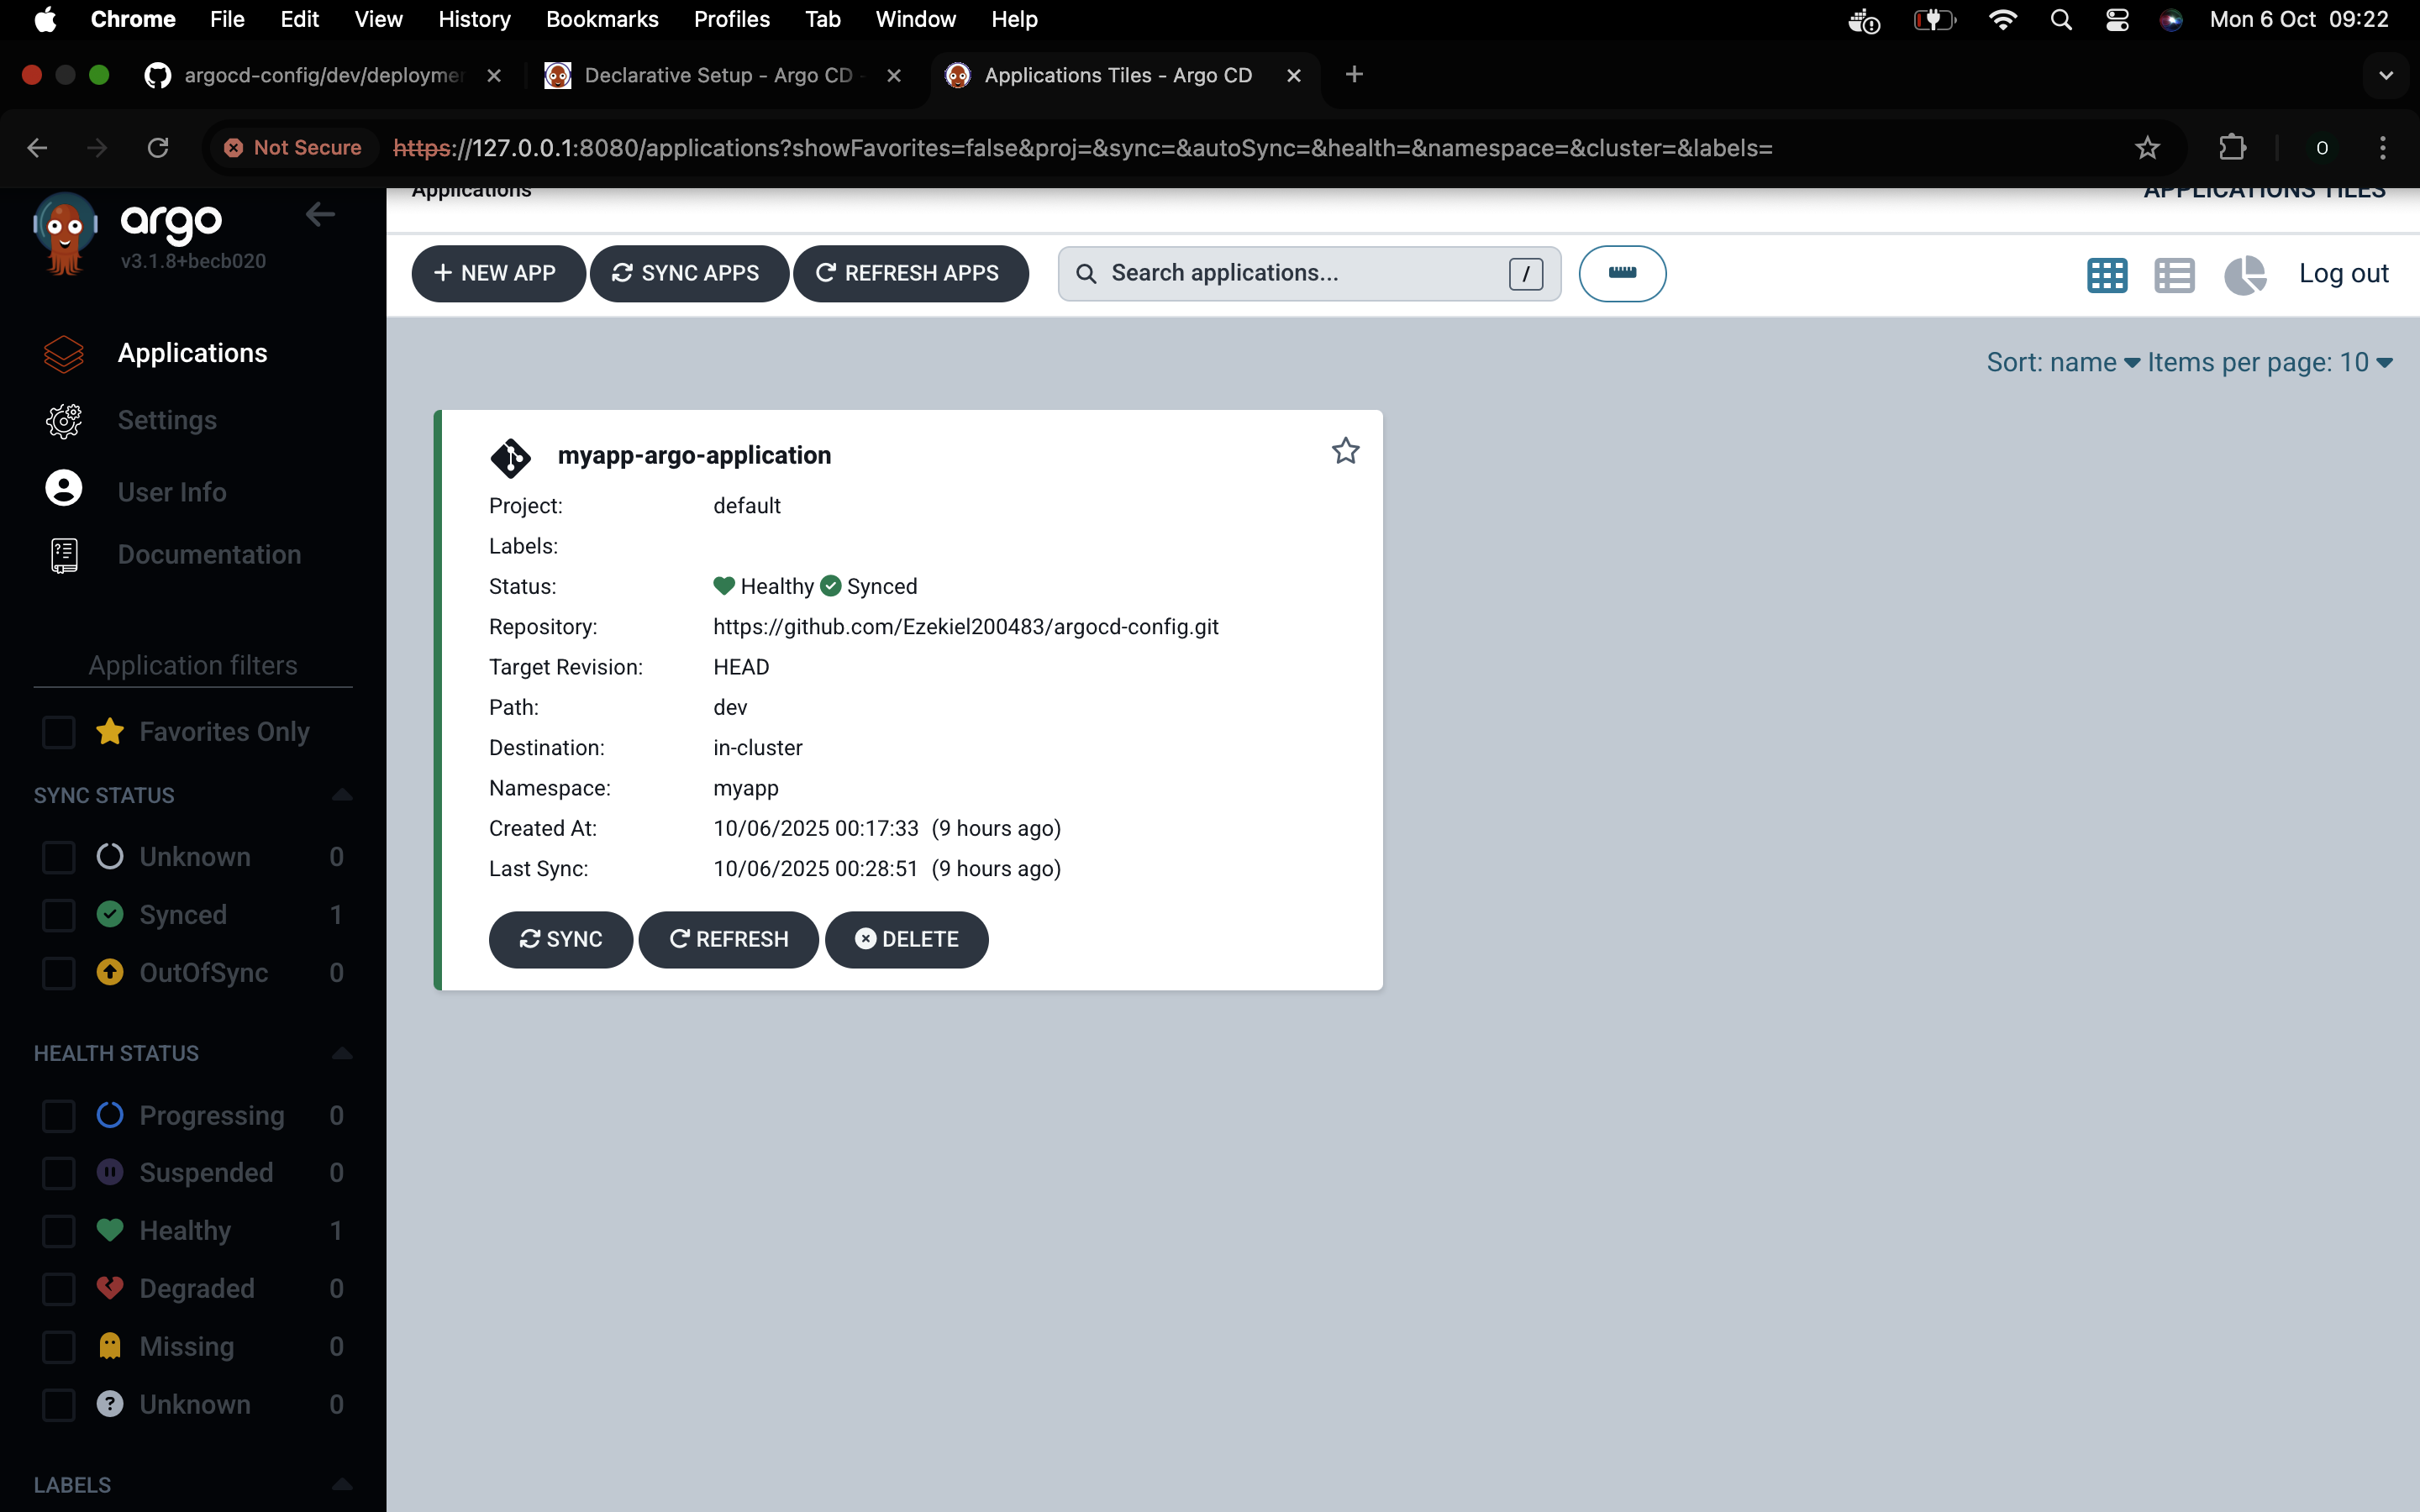 Chrome File Edit View History Bookmarks Profiles Tab Window Help Mon 6 Oct 09:22
argocd-config/dev/deploymen Declarative Setup - Argo CD - Applications Tiles - Argo CD
Not Secure https://127.0.0.1:8080/applications?showFavorites=false&proj=&sync=&autoSync=&health=&namespace=&cluster=&labels=
Applications APPLICATIONS TILES
argo
v3.1.8+becb020
NEW APP SYNC APPS REFRESH APPS Search applications... / Log out
Applications
Settings
User Info
Documentation
Application filters
Favorites Only
SYNC STATUS
Unknown 0
Synced 1
OutOfSync 0
HEALTH STATUS
Progressing 0
Suspended 0
Healthy 1
Degraded 0
Missing 0
Unknown 0
LABELS
Sort: name Items per page: 10
myapp-argo-application
Project: default
Labels:
Status: Healthy Synced
Repository: https://github.com/Ezekiel200483/argocd-config.git
Target Revision: HEAD
Path: dev
Destination: in-cluster
Namespace: myapp
Created At: 10/06/2025 00:17:33 (9 hours ago)
Last Sync: 10/06/2025 00:28:51 (9 hours ago)
SYNC REFRESH DELETE